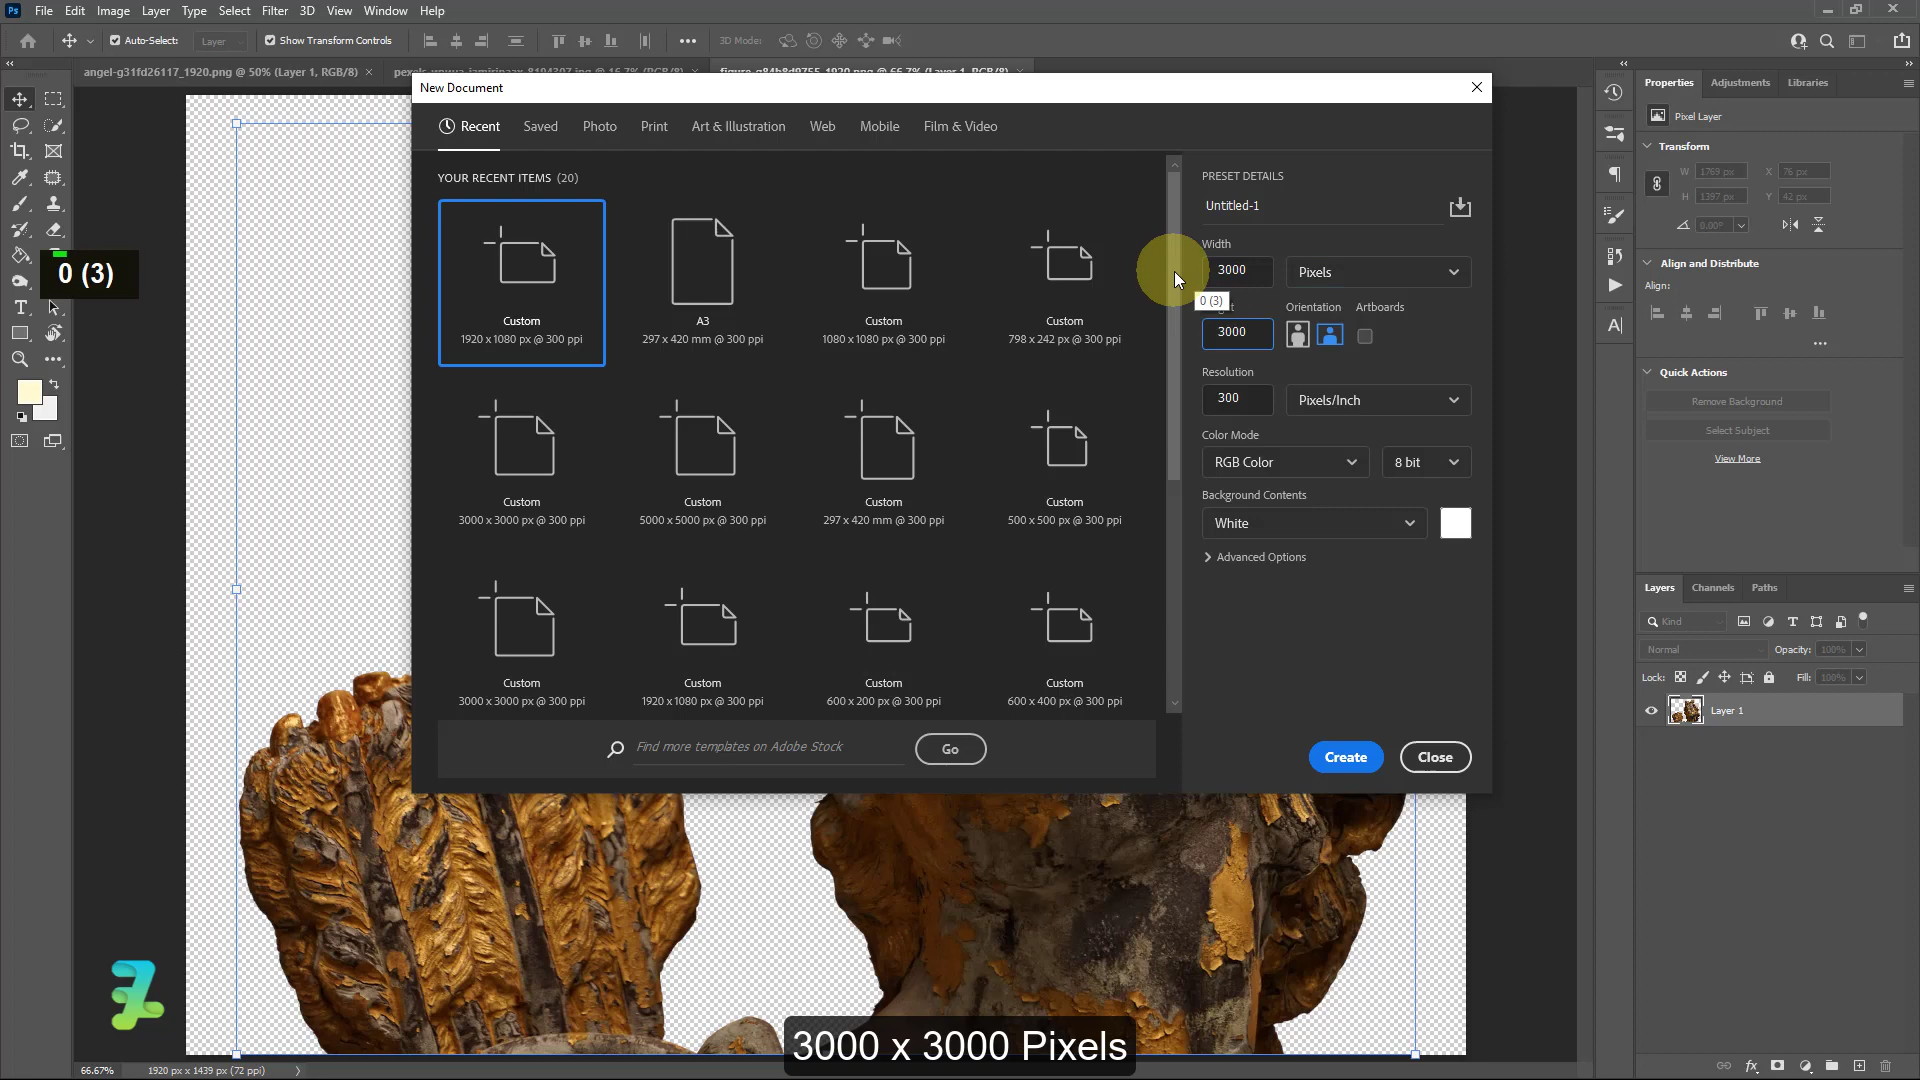 Ps File Edit Image Layer Type Select Filter 3D View Window Help
Auto-Select: Layer Show Transform Controls 3D Mode:
angel-g31fd26117_1920.png @ 50% (Layer 1, RGB/8) × figure-g84b8d9755_1920.png @ 66.7% (Layer 1, RGB/8)
New Document
Recent Saved Photo Print Art & Illustration Web Mobile Film & Video
YOUR RECENT ITEMS (20)
Custom
1920 x 1080 px @ 300 ppi
A3
297 x 420 mm @ 300 ppi
Custom
1080 x 1080 px @ 300 ppi
Custom
798 x 242 px @ 300 ppi
Custom
3000 x 3000 px @ 300 ppi
Custom
5000 x 5000 px @ 300 ppi
Custom
297 x 420 mm @ 300 ppi
Custom
500 x 500 px @ 300 ppi
Custom
3000 x 3000 px @ 300 ppi
Custom
1920 x 1080 px @ 300 ppi
Custom
600 x 200 px @ 300 ppi
Custom
600 x 400 px @ 300 ppi
Find more templates on Adobe Stock Go
PRESET DETAILS
Untitled-1
Width
3000 Pixels
0 (3)
Orientation Artboards
3000
Resolution
300 Pixels/Inch
Color Mode
RGB Color 8 bit
Background Contents
White
Advanced Options
Create Close
0 (3)
Properties Adjustments Libraries
Pixel Layer
Transform
W 1769 px X 76 px
H 1397 px Y 42 px
0.00°
Align and Distribute
Align:
Quick Actions
Remove Background
Select Subject
View More
Layers Channels Paths
Kind
Normal Opacity: 100%
Lock: Fill: 100%
Layer 1
3000 x 3000 Pixels
66.67% 1920 px x 1439 px (72 ppi)